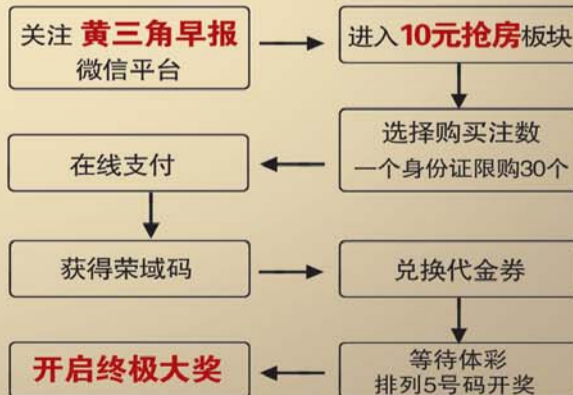 关注 黄三角早报
微信平台
进入10元抢房板块
选择购买注数
一个身份证限购30个
在线支付
获得荣域码
兑换代金券
等待体彩
排列5号码开奖
开启终极大奖